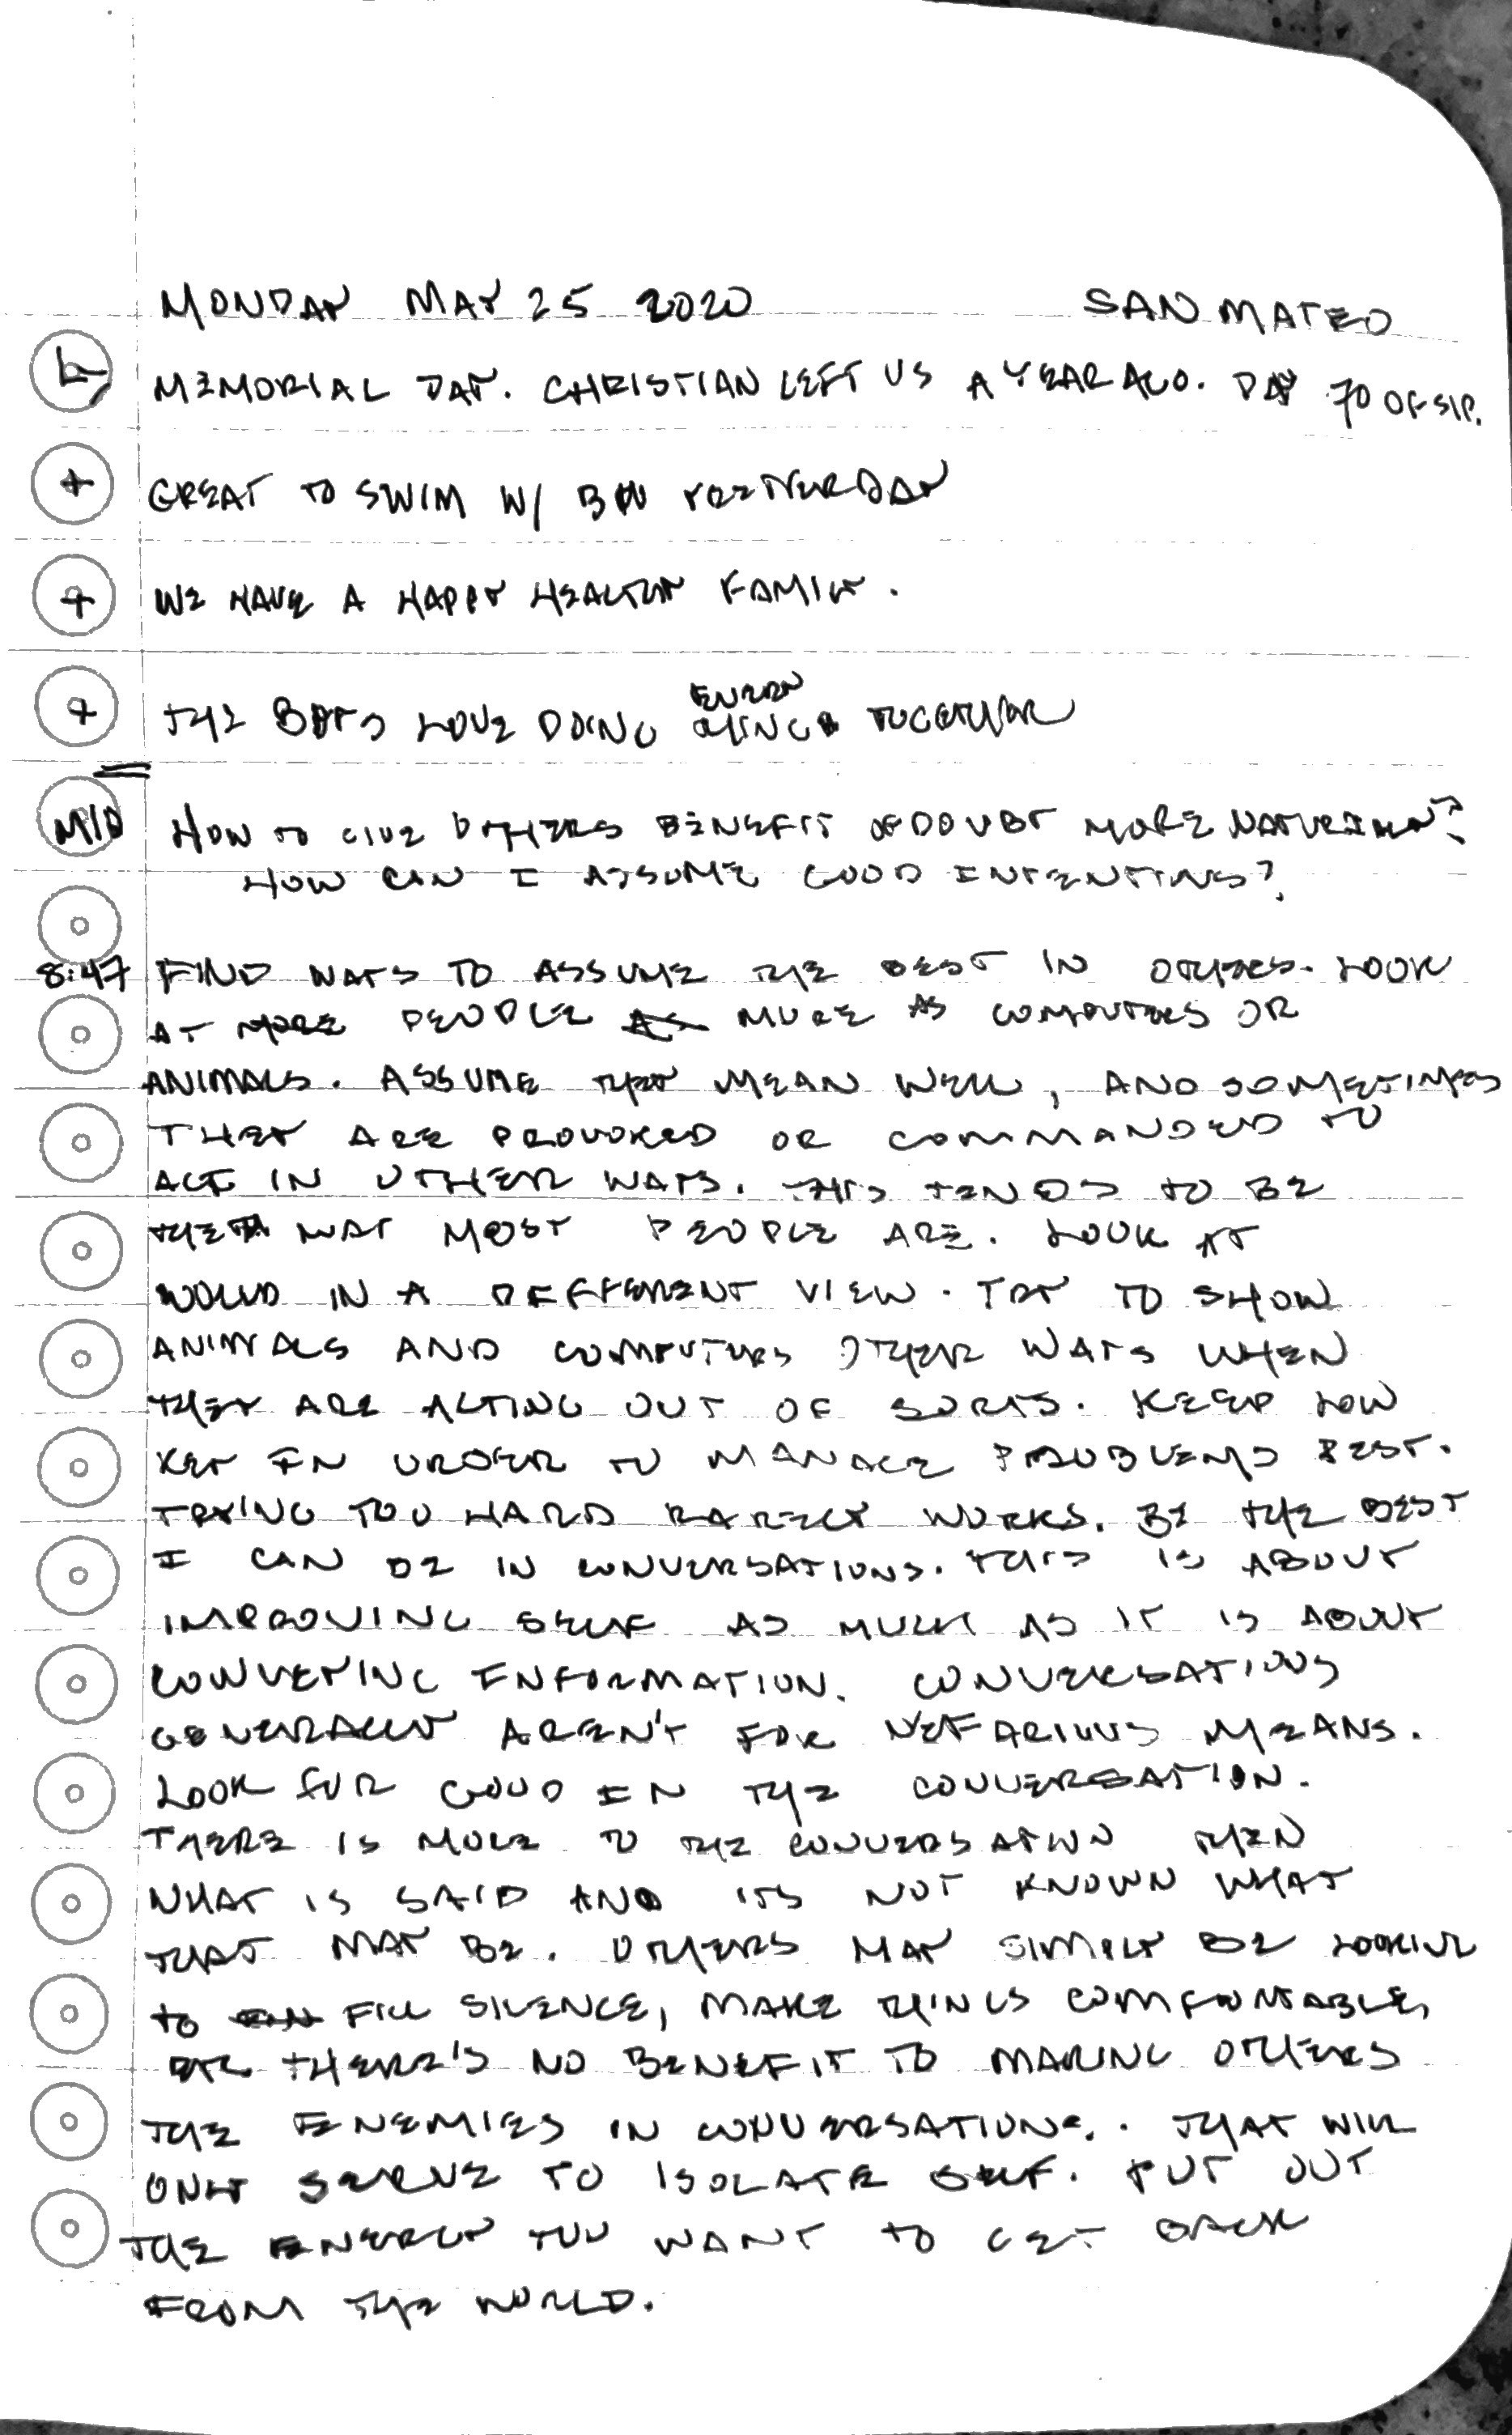 MONDAY MAY 25 2020 SAN MATEO
MEMORIAL DAY. CHRISTIAN LEFT US A YEAR AGO. DAY 70 OF SIP.
+ GREAT TO SWIM W/ YESTERDAY
+ WE HAVE A HAPPY HEALTHY FAMILY.
+ THE BOYS LOVE DOING THINGS TOGETHER
MID HOW TO GIVE OTHERS BENEFIT OF DOUBT MORE NATURALLY?
HOW CAN I ASSUME GOOD INTENTIONS?
8:47 FIND WAYS TO ASSUME THE BEST IN OTHERS. LOOK
AT MORE PEOPLE AS MORE AS COMPUTERS OR
ANIMALS. ASSUME THEY MEAN WELL, AND SOMETIMES
THEY ARE PROVOKED OR COMMANDED TO
ACT IN OTHER WAYS. THIS TENDS TO BE
THE WAY MOST PEOPLE ARE. LOOK AT
WORLD IN A DIFFERENT VIEW. TRY TO SHOW
ANIMALS AND COMPUTERS OTHER WAYS WHEN
THEY ARE ACTING OUT OF SORTS. KEEP LOW
KEY IN ORDER TO MANAGE PROBLEMS BEST.
TRYING TOO HARD RARELY WORKS. BE THE BEST
I CAN BE IN CONVERSATIONS. THIS IS ABOUT
IMPROVING SELF AS MUCH AS IT IS ABOUT
CONVEYING INFORMATION. CONVERSATIONS
GENERALLY AREN'T FOR NEFARIOUS MEANS.
LOOK FOR GOOD IN THE CONVERSATION.
THERE IS MORE TO THE CONVERSATION THEN
WHAT IS SAID AND ITS NOT KNOWN WHAT
THAT MAY BE. OTHERS MAY SIMPLY BE LOOKING
TO FILL SILENCE, MAKE THINGS COMFORTABLE,
ETC THERE'S NO BENEFIT TO MAKING OTHERS
THE ENEMIES IN CONVERSATIONS. THAT WILL
ONLY SERVE TO ISOLATE SELF. PUT OUT
THE ENERGY YOU WANT TO GET BACK
FROM THE WORLD.